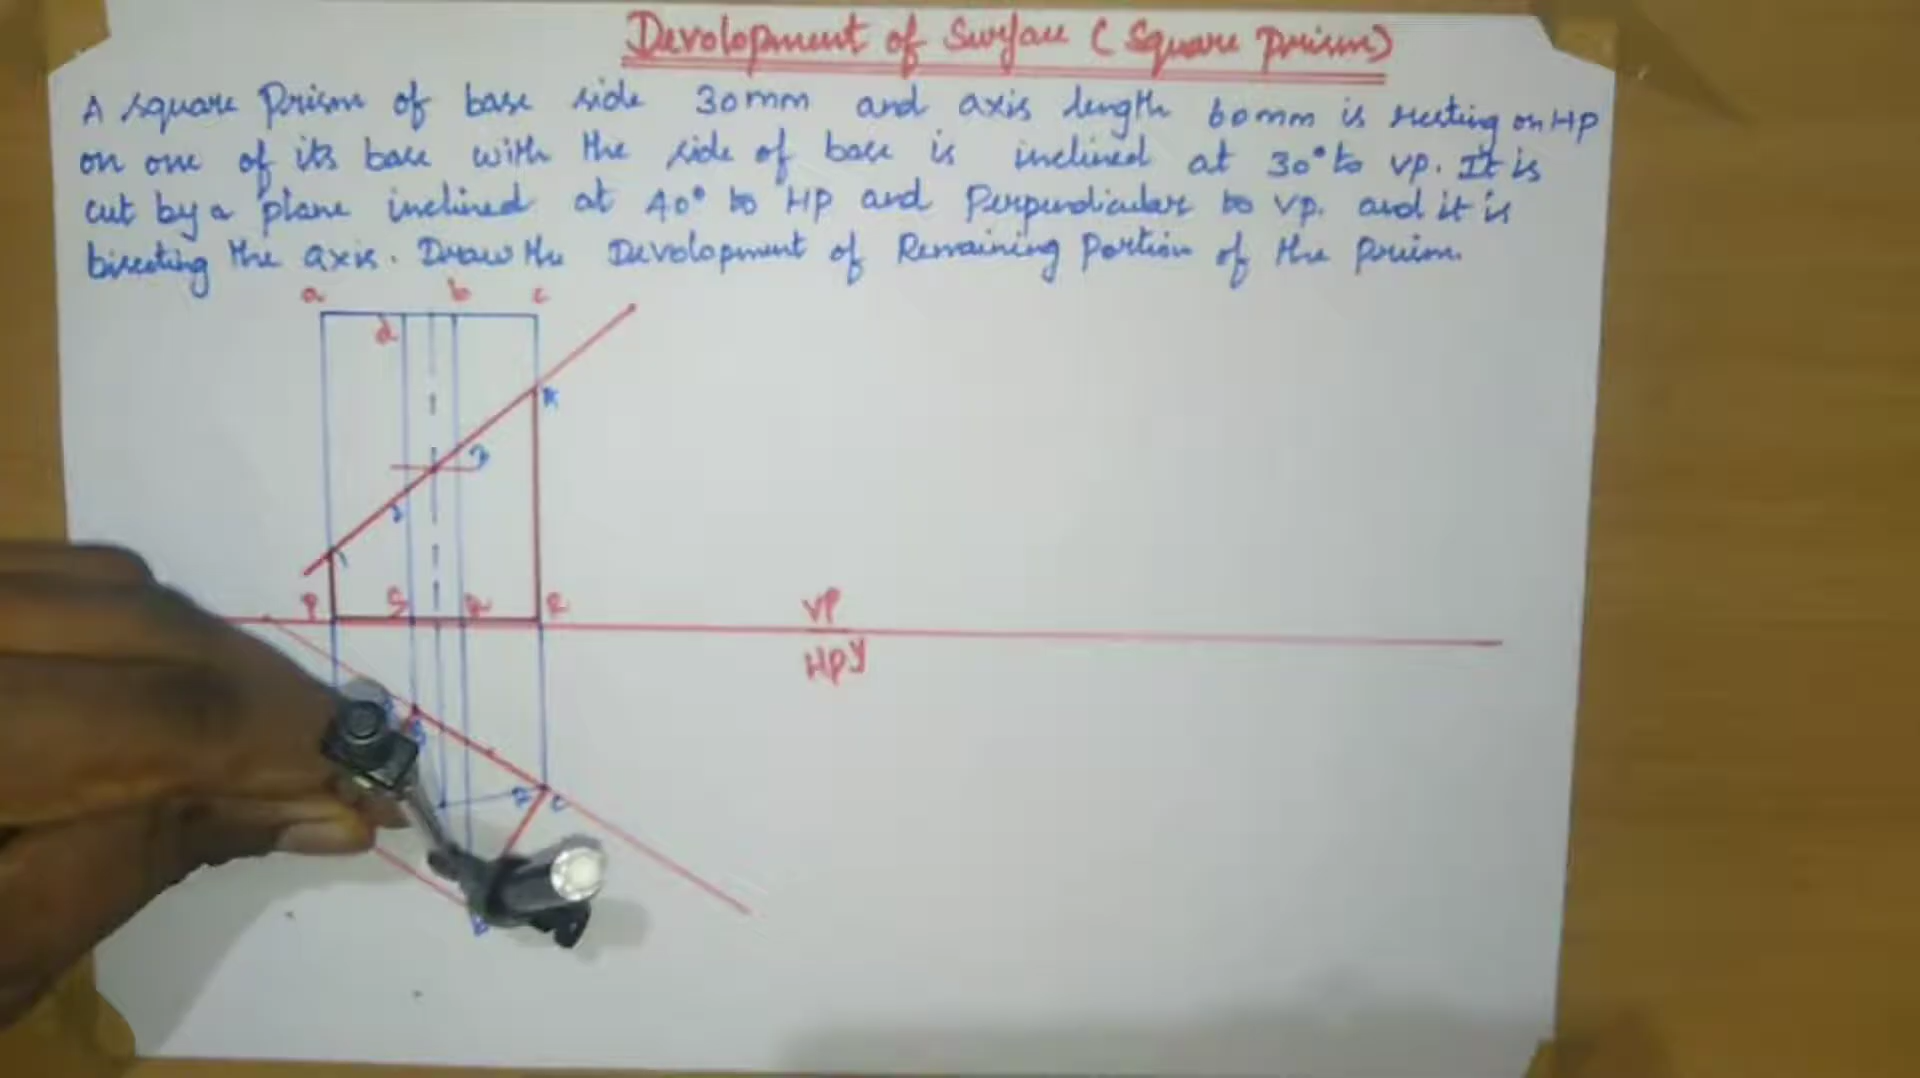 Devolopment of Surface ( Square Prism)
A square Prism of base side 30mm and axis length 60mm is resting on HP
on one of its base with the side of base is inclined at 30° to VP. It is
cut by a plane inclined at 40° to HP and Perpendicular to VP. and it is
bisecting the axis. Draw the Devolopment of Remaining Portion of the Prism.
a b c
d
3
P S R
VP
HP Y
c
b